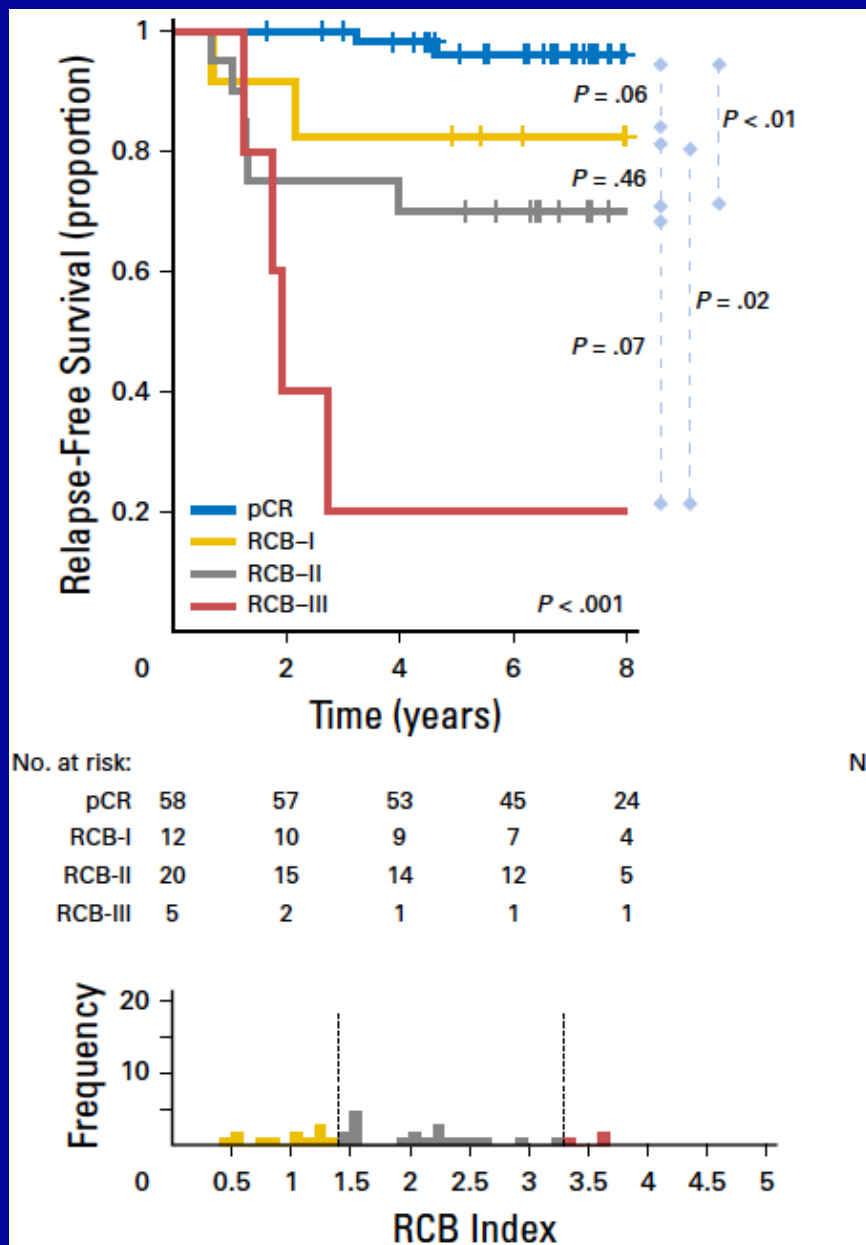 Relapse-Free Survival (proportion)
1
0.8
0.6
0.4
0.2
0
2
4
6
8
Time (years)
P = .06
P < .01
P = .46
P = .02
P = .07
pCR
RCB–I
RCB–II
RCB–III
P < .001
No. at risk:
N
pCR 58 57 53 45 24
RCB-I 12 10 9 7 4
RCB-II 20 15 14 12 5
RCB-III 5 2 1 1 1
Frequency
20
10
0 0.5 1 1.5 2 2.5 3 3.5 4 4.5 5
RCB Index